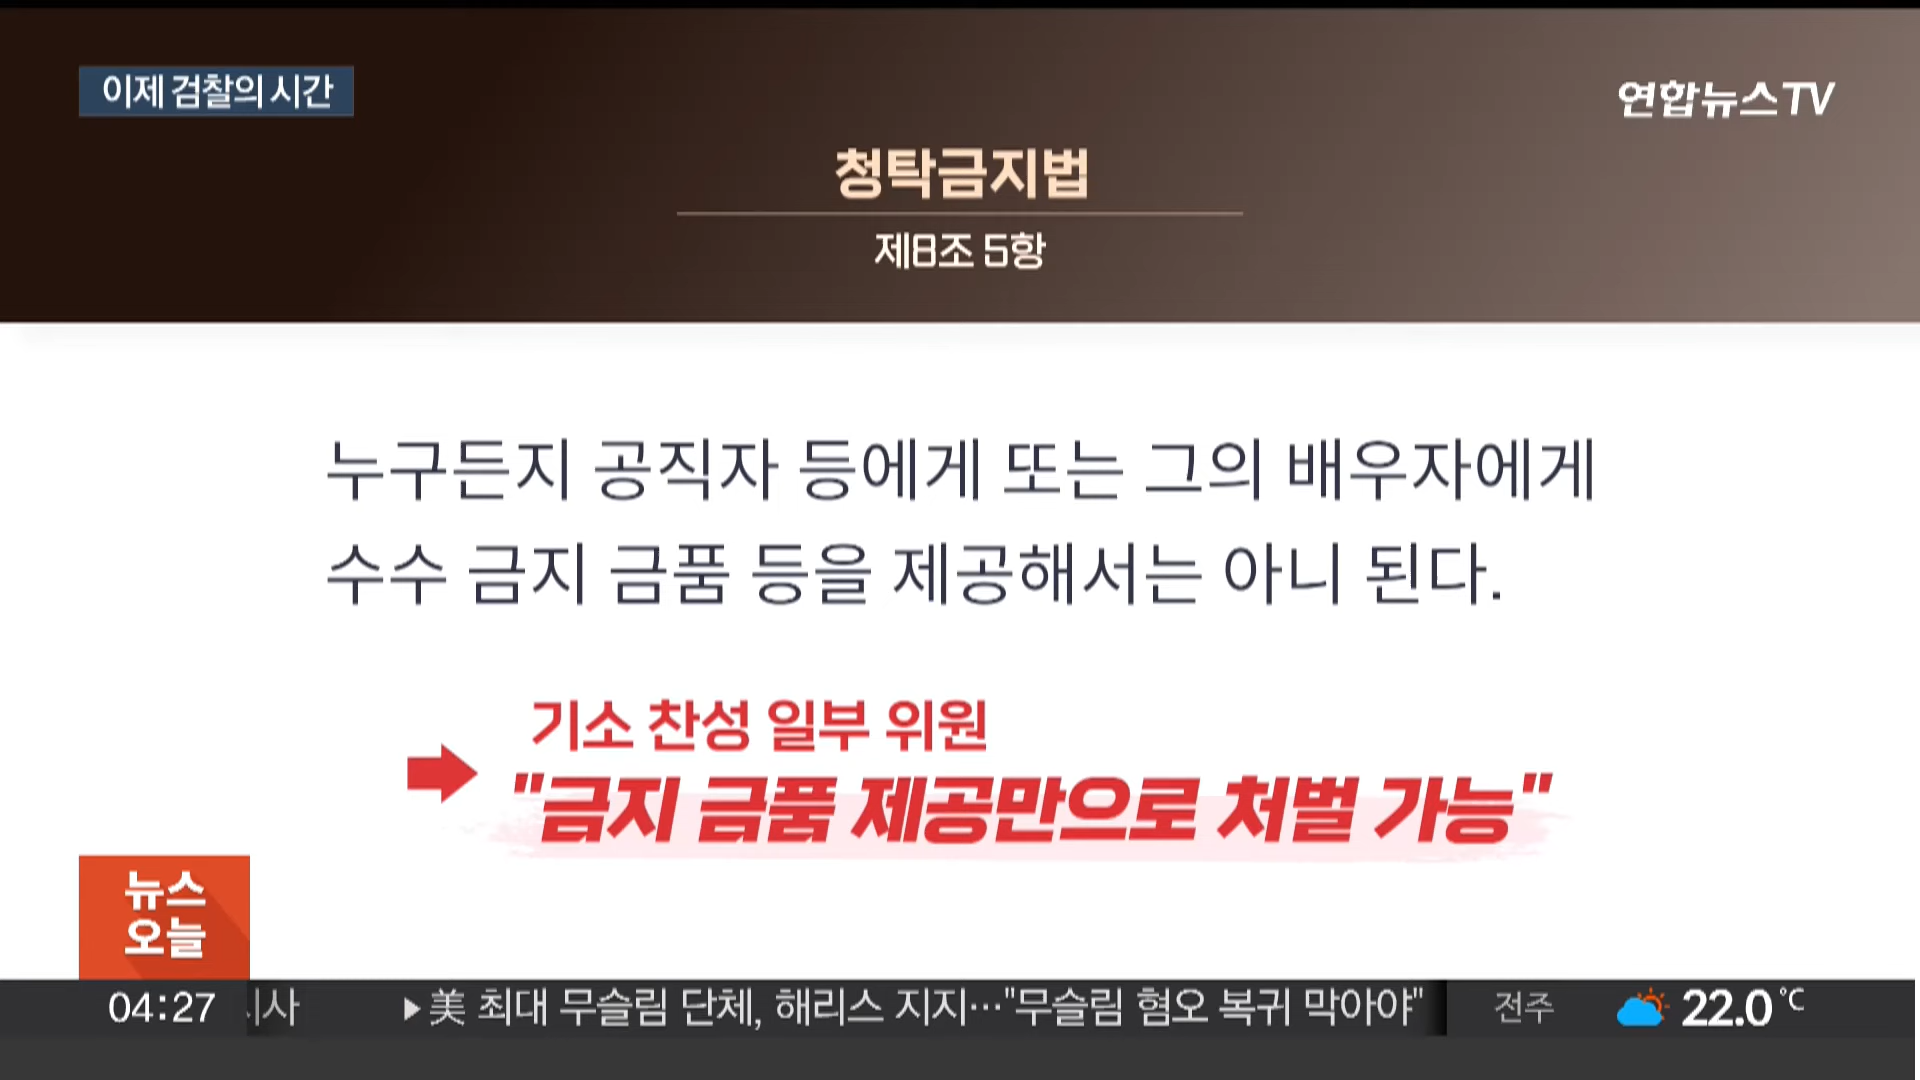 이제 검찰의 시간
연합뉴스TV
청탁금지법
제8조 5항
누구든지 공직자 등에게 또는 그의 배우자에게
수수 금지 금품 등을 제공해서는 아니 된다.
기소 찬성 일부 위원
"금지 금품 제공만으로 처벌 가능"
뉴스
오늘
04:27 사 ▶美 최대 무슬림 단체, 해리스 지지…"무슬림 혐오 복귀 막아야" 전주 22.0℃